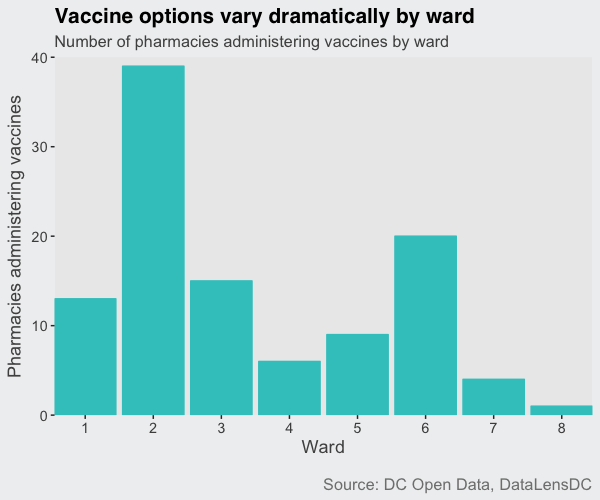 Vaccine options vary dramatically by ward
Number of pharmacies administering vaccines by ward
Pharmacies administering vaccines
40
30
20
10
0
1 2 3 4 5 6 7 8
Ward
Source: DC Open Data, DataLensDC